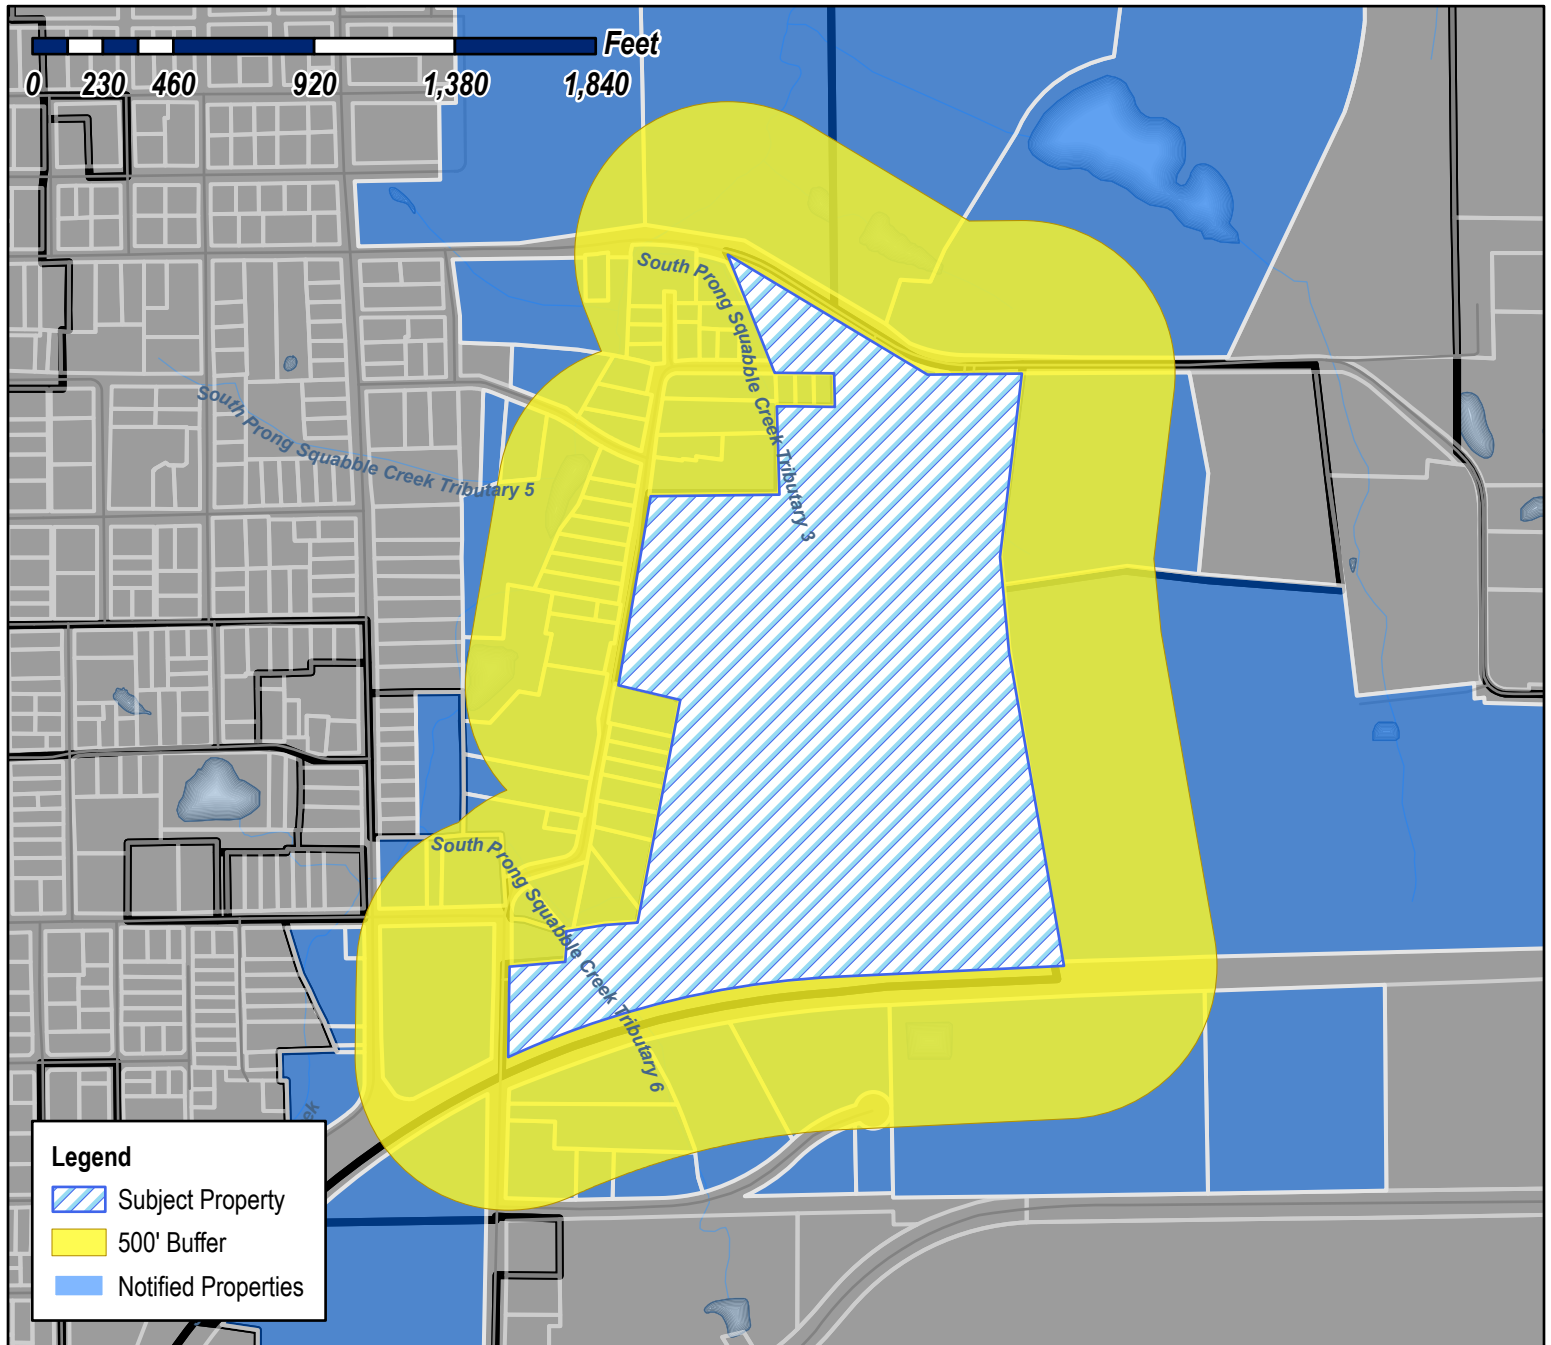 Feet
0 230 460 920 1,380 1,840
South Prong Squabble Creek Tributary 3
South Prong Squabble Creek Tributary 5
South Prong Squabble Creek Tributary 6
ek
Legend
Subject Property
500' Buffer
Notified Properties